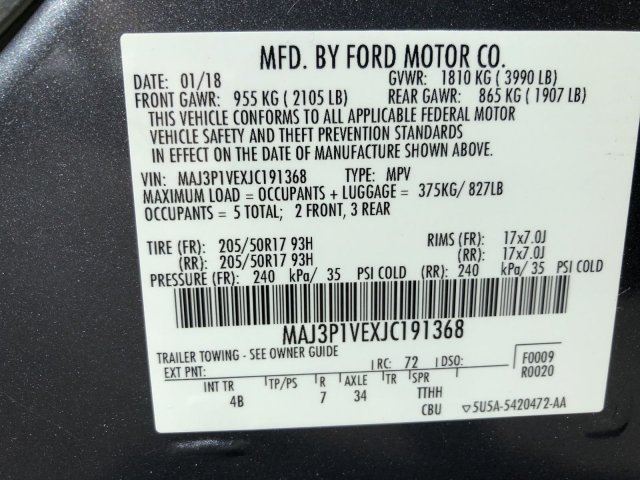 MFD. BY FORD MOTOR CO.
DATE: 01/18 GVWR: 1810 KG ( 3990 LB)
FRONT GAWR: 955 KG ( 2105 LB) REAR GAWR: 865 KG ( 1907 LB)
THIS VEHICLE CONFORMS TO ALL APPLICABLE FEDERAL MOTOR
VEHICLE SAFETY AND THEFT PREVENTION STANDARDS
IN EFFECT ON THE DATE OF MANUFACTURE SHOWN ABOVE.
VIN: MAJ3P1VEXJC191368 TYPE: MPV
MAXIMUM LOAD = OCCUPANTS + LUGGAGE = 375KG/ 827LB
OCCUPANTS = 5 TOTAL; 2 FRONT, 3 REAR
TIRE (FR): 205/50R17 93H RIMS (FR): 17x7.0J
(RR): 205/50R17 93H (RR): 17x7.0J
PRESSURE (FR): 240 kPa/ 35 PSI COLD (RR): 240 kPa/ 35 PSI COLD
MAJ3P1VEXJC191368
TRAILER TOWING - SEE OWNER GUIDE
EXT PNT: RC: 72 DSO: F0009
R0020
INT TR TP/PS R AXLE TR SPR
4B 7 34 TTHH
CBU ▽5U5A-5420472-AA